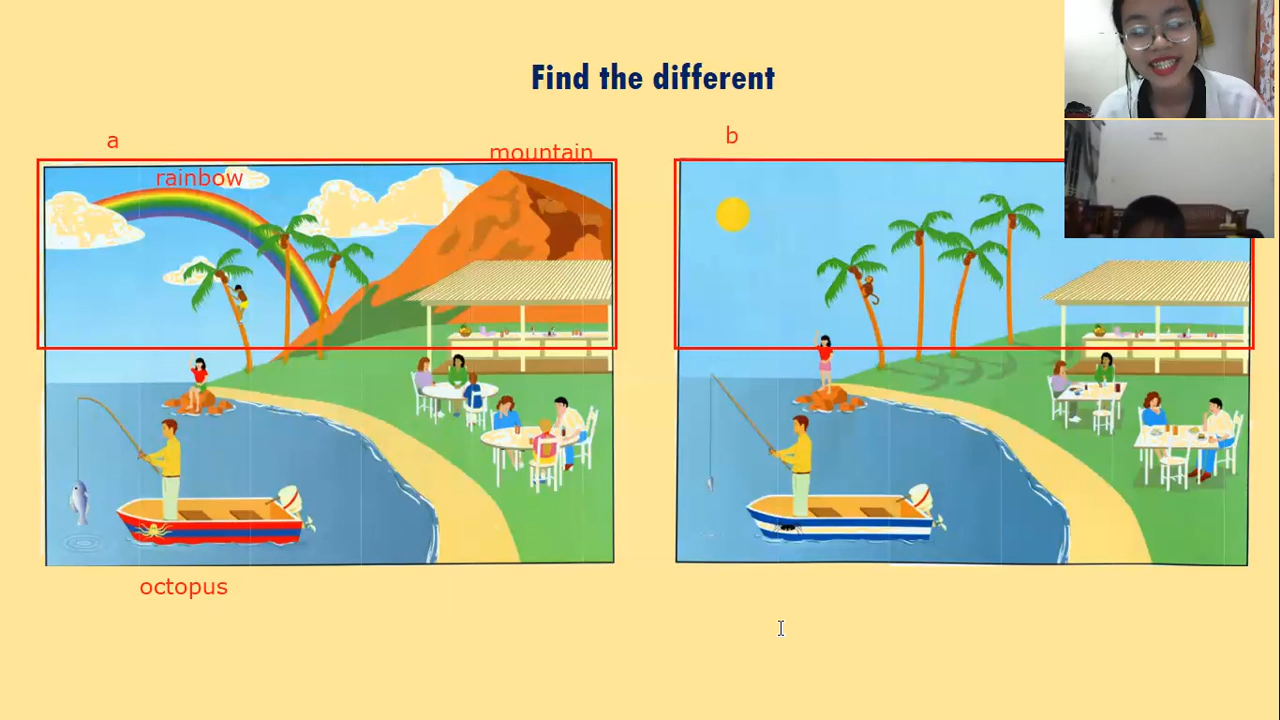 Find the different
a
b
mountain
rainbow
octopus